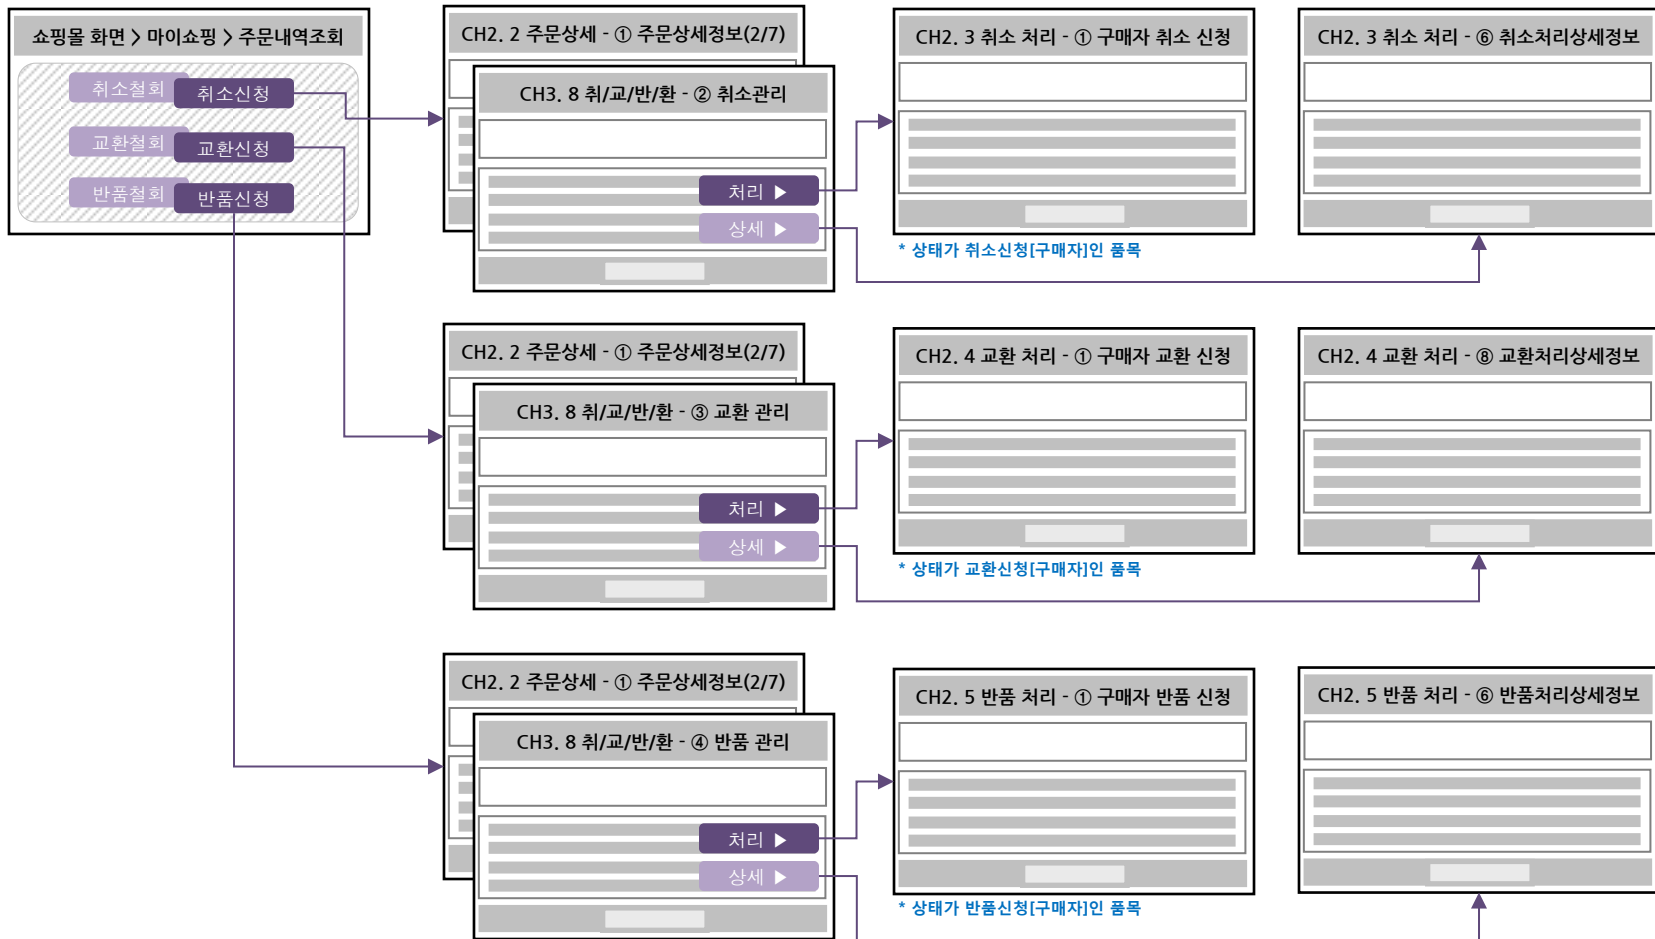 쇼핑몰 화면 > 마이쇼핑 > 주문내역조회
취소철회
취소신청
교환철회
교환신청
반품철회
반품신청
CH2. 2 주문상세 - ① 주문상세정보(2/7)
CH3. 8 취/교/반/환 - ② 취소관리
처리 ▶
상세 ▶
CH2. 3 취소 처리 - ① 구매자 취소 신청
* 상태가 취소신청[구매자]인 품목
CH2. 3 취소 처리 - ⑥ 취소처리상세정보
CH2. 2 주문상세 - ① 주문상세정보(2/7)
CH3. 8 취/교/반/환 - ③ 교환 관리
처리 ▶
상세 ▶
CH2. 4 교환 처리 - ① 구매자 교환 신청
* 상태가 교환신청[구매자]인 품목
CH2. 4 교환 처리 - ⑧ 교환처리상세정보
CH2. 2 주문상세 - ① 주문상세정보(2/7)
CH3. 8 취/교/반/환 - ④ 반품 관리
처리 ▶
상세 ▶
CH2. 5 반품 처리 - ① 구매자 반품 신청
* 상태가 반품신청[구매자]인 품목
CH2. 5 반품 처리 - ⑥ 반품처리상세정보